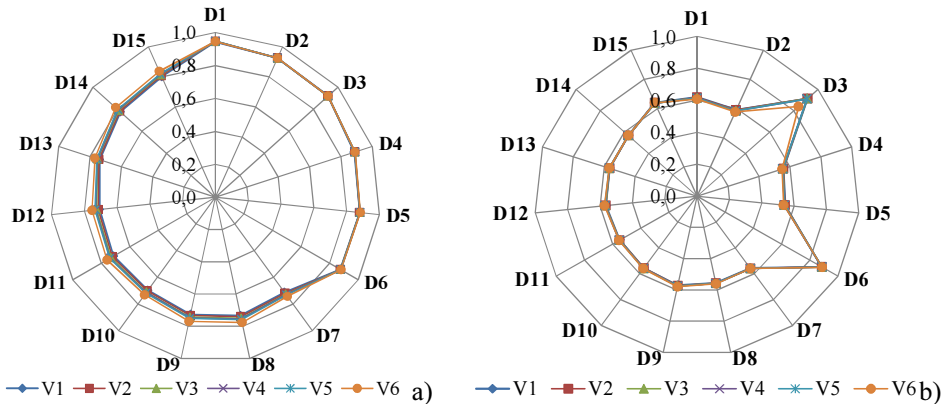 D1
D2
D3
D4
D5
D6
D7
D8
D9
D10
D11
D12
D13
D14
D15
1,0
0,8
0,6
0,4
0,2
0,0
V1 V2 V3 V4 V5 V6 a)
D1
D2
D3
D4
D5
D6
D7
D8
D9
D10
D11
D12
D13
D14
D15
1,0
0,8
0,6
0,4
0,2
0,0
V1 V2 V3 V4 V5 V6 b)